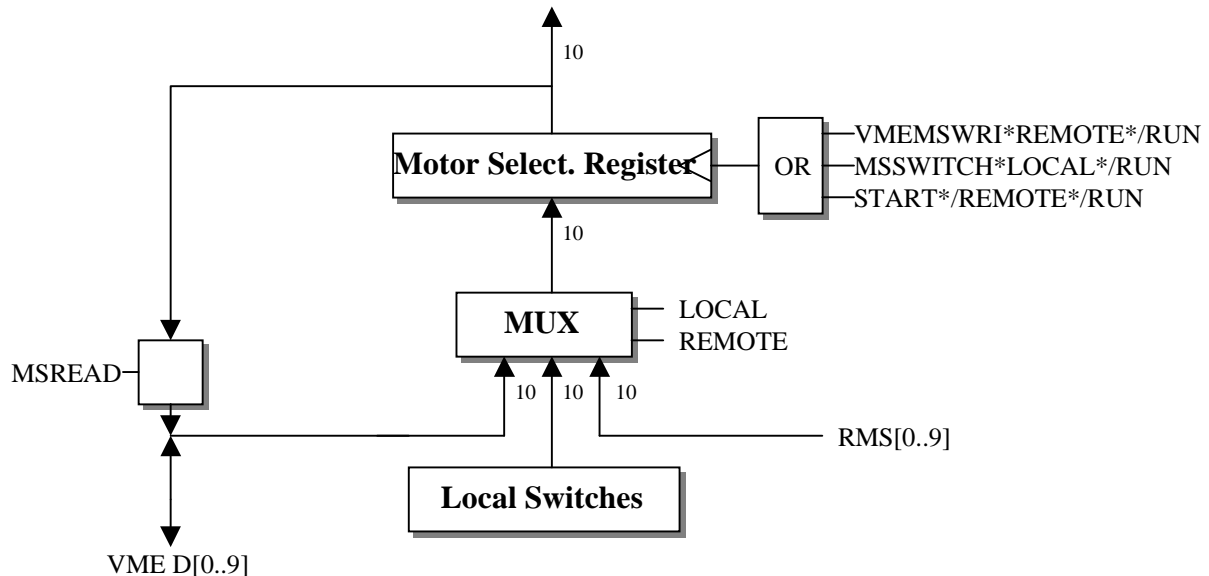 10
VMEMSWRI*REMOTE*/RUN
Motor Select. Register
OR
MSSWITCH*LOCAL*/RUN
START*/REMOTE*/RUN
10
LOCAL
MUX
REMOTE
MSREAD
10
10
10
RMS[0..9]
Local Switches
VME D[0..9]